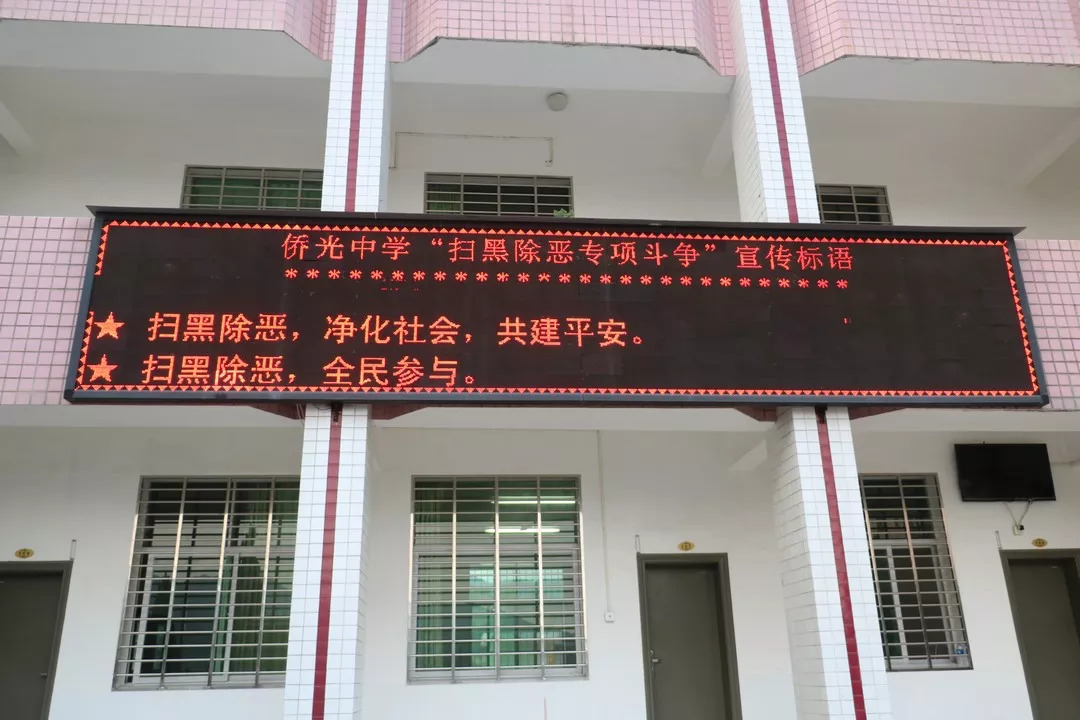 侨光中学“扫黑除恶专项斗争”宣传标语
*********************************
★ 扫黑除恶，净化社会，共建平安。
★ 扫黑除恶，全民参与。